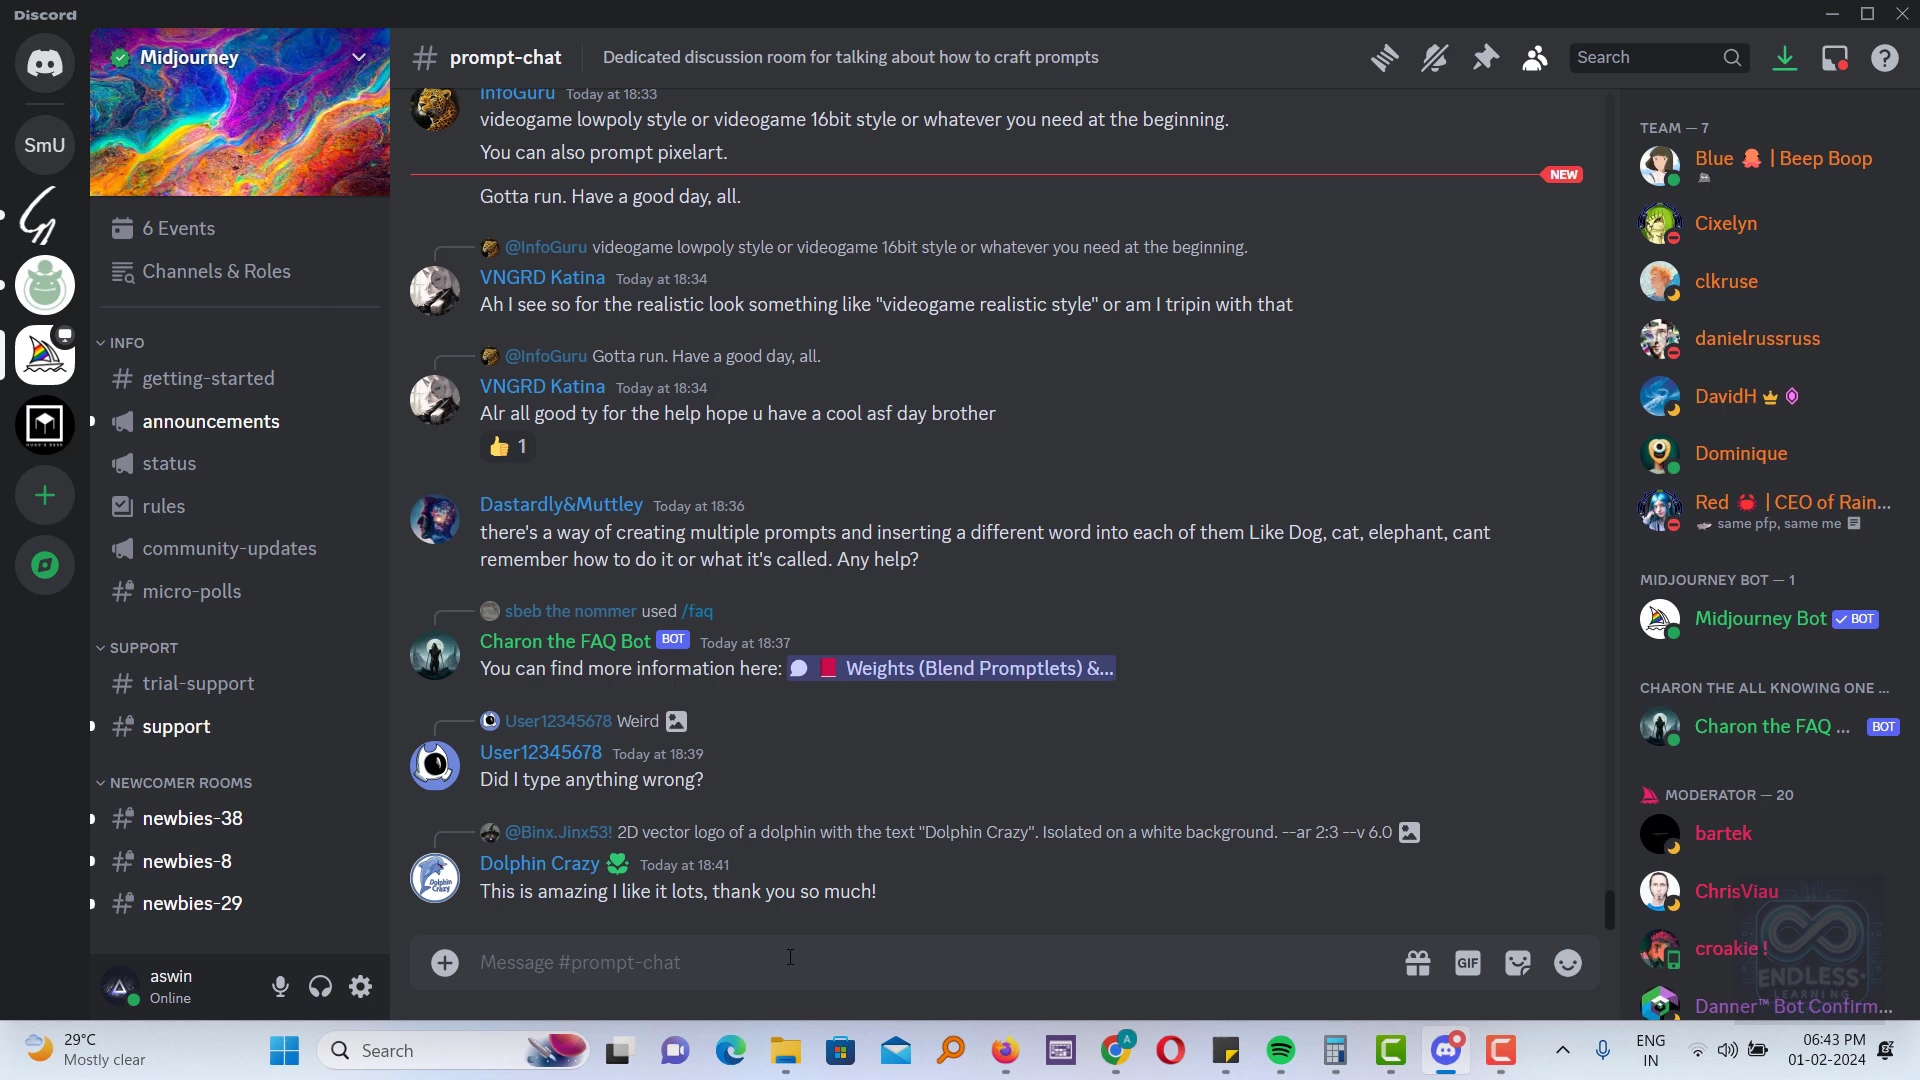 Discord
Midjourney
6 Events
Channels & Roles
INFO
getting-started
announcements
status
rules
community-updates
micro-polls
SUPPORT
trial-support
support
NEWCOMER ROOMS
newbies-38
newbies-8
newbies-29
SmU
aswin
Online
prompt-chat
Dedicated discussion room for talking about how to craft prompts
Search
InfoGuru Today at 18:33
videogame lowpoly style or videogame 16bit style or whatever you need at the beginning.
You can also prompt pixelart.
NEW
Gotta run. Have a good day, all.
@InfoGuru videogame lowpoly style or videogame 16bit style or whatever you need at the beginning.
VNGRD Katina Today at 18:34
Ah I see so for the realistic look something like "videogame realistic style" or am I tripin with that
@InfoGuru Gotta run. Have a good day, all.
VNGRD Katina Today at 18:34
Alr all good ty for the help hope u have a cool asf day brother
👍 1
Dastardly&Muttley Today at 18:36
there's a way of creating multiple prompts and inserting a different word into each of them Like Dog, cat, elephant, cant
remember how to do it or what it's called. Any help?
sbeb the nommer used /faq
Charon the FAQ Bot BOT Today at 18:37
You can find more information here: Weights (Blend Promptlets) &...
User12345678 Weird
User12345678 Today at 18:39
Did I type anything wrong?
@Binx.Jinx53! 2D vector logo of a dolphin with the text "Dolphin Crazy". Isolated on a white background. --ar 2:3 --v 6.0
Dolphin Crazy Today at 18:41
This is amazing I like it lots, thank you so much!
Message #prompt-chat
GIF
TEAM — 7
Blue 🐙 | Beep Boop
Cixelyn
clkruse
danielrussruss
DavidH
Dominique
Red 🦀 | CEO of Rain...
same pfp, same me
MIDJOURNEY BOT — 1
Midjourney Bot BOT
CHARON THE ALL KNOWING ONE ...
Charon the FAQ ... BOT
MODERATOR — 20
bartek
ChrisViau
croakie !
Danner™ Bot Confirm...
ENDLESS
LEARNING
29°C
Mostly clear
Search
ENG
IN
06:43 PM
01-02-2024